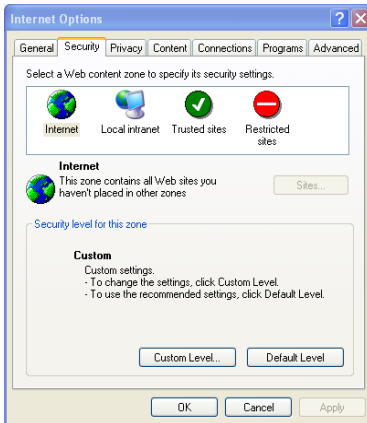 Internet Options
General Security Privacy Content Connections Programs Advanced
Select a Web content zone to specify its security settings.
Internet Local intranet Trusted sites Restricted
sites
Internet
This zone contains all Web sites you
haven't placed in other zones
Sites...
Security level for this zone
Custom
Custom settings.
- To change the settings, click Custom Level.
- To use the recommended settings, click Default Level.
Custom Level... Default Level
OK Cancel Apply